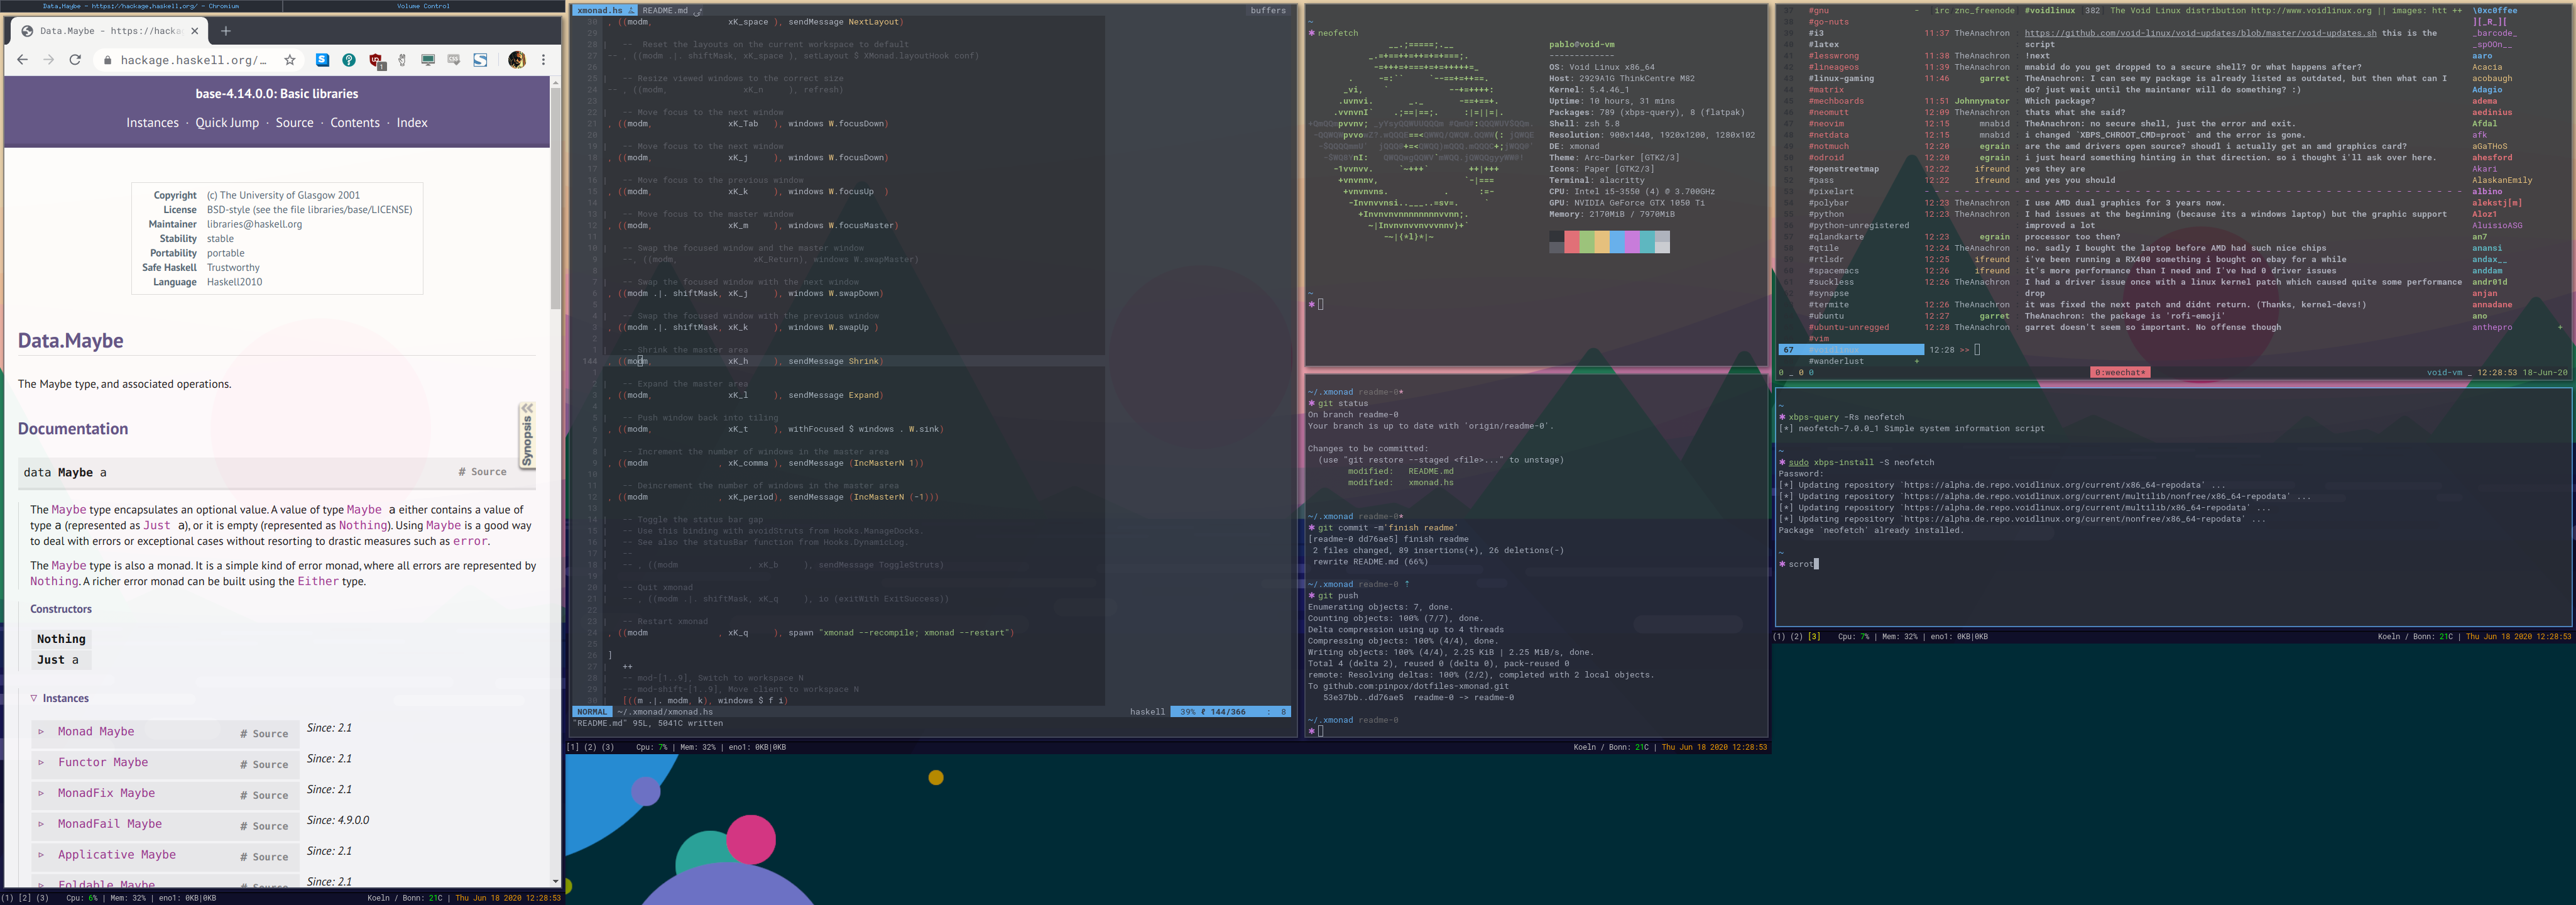 Data.Maybe - https://hackage.haskell.org/ - Chromium
Volume Control
Data.Maybe - https://hacka
hackage.haskell.org/...
base-4.14.0.0: Basic libraries
Instances · Quick Jump · Source · Contents · Index
Copyright (c) The University of Glasgow 2001
License BSD-style (see the file libraries/base/LICENSE)
Maintainer libraries@haskell.org
Stability stable
Portability portable
Safe Haskell Trustworthy
Language Haskell2010
Data.Maybe
The Maybe type, and associated operations.
Synopsis
Documentation
data Maybe a # Source
The Maybe type encapsulates an optional value. A value of type Maybe a either contains a value of
type a (represented as Just a), or it is empty (represented as Nothing). Using Maybe is a good way
to deal with errors or exceptional cases without resorting to drastic measures such as error.
The Maybe type is also a monad. It is a simple kind of error monad, where all errors are represented by
Nothing. A richer error monad can be built using the Either type.
Constructors
Nothing
Just a
Instances
Monad Maybe # Source Since: 2.1
Functor Maybe # Source Since: 2.1
MonadFix Maybe # Source Since: 2.1
MonadFail Maybe # Source Since: 4.9.0.0
Applicative Maybe # Source Since: 2.1
Foldable Maybe # Source Since: 2.1
(1) [2] (3) Cpu: 6% | Mem: 32% | eno1: 0KB|0KB
Koeln / Bonn: 21C | Thu Jun 18 2020 12:28:53
xmonad.hs README.md buffers
, ((modm, xK_space ), sendMessage NextLayout)
-- Reset the layouts on the current workspace to default
-- , ((modm .|. shiftMask, xK_space ), setLayout $ XMonad.layoutHook conf)
-- Resize viewed windows to the correct size
-- , ((modm, xK_n ), refresh)
-- Move focus to the next window
, ((modm, xK_Tab ), windows W.focusDown)
-- Move focus to the next window
, ((modm, xK_j ), windows W.focusDown)
-- Move focus to the previous window
, ((modm, xK_k ), windows W.focusUp )
-- Move focus to the master window
, ((modm, xK_m ), windows W.focusMaster)
-- Swap the focused window and the master window
--, ((modm, xK_Return), windows W.swapMaster)
-- Swap the focused window with the next window
, ((modm .|. shiftMask, xK_j ), windows W.swapDown)
-- Swap the focused window with the previous window
, ((modm .|. shiftMask, xK_k ), windows W.swapUp )
-- Shrink the master area
144 , ((modm, xK_h ), sendMessage Shrink)
-- Expand the master area
, ((modm, xK_l ), sendMessage Expand)
-- Push window back into tiling
, ((modm, xK_t ), withFocused $ windows . W.sink)
-- Increment the number of windows in the master area
, ((modm , xK_comma ), sendMessage (IncMasterN 1))
-- Deincrement the number of windows in the master area
, ((modm , xK_period), sendMessage (IncMasterN (-1)))
-- Toggle the status bar gap
-- Use this binding with avoidStruts from Hooks.ManageDocks.
-- See also the statusBar function from Hooks.DynamicLog.
--
-- , ((modm , xK_b ), sendMessage ToggleStruts)
-- Quit xmonad
-- , ((modm .|. shiftMask, xK_q ), io (exitWith ExitSuccess))
-- Restart xmonad
, ((modm , xK_q ), spawn "xmonad --recompile; xmonad --restart")
]
++
-- mod-[1..9], Switch to workspace N
-- mod-shift-[1..9], Move client to workspace N
[((m .|. modm, k), windows $ f i)
NORMAL ~/.xmonad/xmonad.hs haskell 39% 144/366 : 8
"README.md" 95L, 5041C written
[1] (2) (3) Cpu: 7% | Mem: 32% | eno1: 0KB|0KB
Koeln / Bonn: 21C | Thu Jun 18 2020 12:28:53
~
* neofetch
pablo@void-vm
OS: Void Linux x86_64
Host: 2929A1G ThinkCentre M82
Kernel: 5.4.46_1
Uptime: 10 hours, 31 mins
Packages: 789 (xbps-query), 8 (flatpak)
Shell: zsh 5.8
Resolution: 900x1440, 1920x1200, 1280x102
DE: xmonad
Theme: Arc-Darker [GTK2/3]
Icons: Paper [GTK2/3]
Terminal: alacritty
CPU: Intel i5-3550 (4) @ 3.700GHz
GPU: NVIDIA GeForce GTX 1050 Ti
Memory: 2170MiB / 7970MiB
~
*
~/.xmonad readme-0*
* git status
On branch readme-0
Your branch is up to date with 'origin/readme-0'.
Changes to be committed:
(use "git restore --staged <file>..." to unstage)
modified: README.md
modified: xmonad.hs
~/.xmonad readme-0*
* git commit -m'finish readme'
[readme-0 dd76ae5] finish readme
2 files changed, 89 insertions(+), 26 deletions(-)
rewrite README.md (66%)
~/.xmonad readme-0 ↑
* git push
Enumerating objects: 7, done.
Counting objects: 100% (7/7), done.
Delta compression using up to 4 threads
Compressing objects: 100% (4/4), done.
Writing objects: 100% (4/4), 2.25 KiB | 2.25 MiB/s, done.
Total 4 (delta 2), reused 0 (delta 0), pack-reused 0
remote: Resolving deltas: 100% (2/2), completed with 2 local objects.
To github.com:pinpox/dotfiles-xmonad.git
53e37bb..dd76ae5 readme-0 -> readme-0
~/.xmonad readme-0
*
#gnu
#go-nuts
#i3
#latex
#lesswrong
#lineageos
#linux-gaming
#matrix
#mechboards
#neomutt
#neovim
#netdata
#notmuch
#odroid
#openstreetmap
#pass
#pixelart
#polybar
#python
#python-unregistered
#qlandkarte
#qtile
#rtlsdr
#spacemacs
#suckless
#synapse
#termite
#ubuntu
#ubuntu-unregged
#vim
67
#wanderlust +
irc znc_freenode #voidlinux 382 The Void Linux distribution http://www.voidlinux.org || images: htt ++
11:37 TheAnachron https://github.com/void-linux/void-updates/blob/master/void-updates.sh this is the
script
11:38 TheAnachron !next
11:39 TheAnachron mnabid do you get dropped to a secure shell? Or what happens after?
11:46 garret TheAnachron: I can see my package is already listed as outdated, but then what can I
do? just wait until the maintaner will do something? :)
11:51 Johnnynator Which package?
12:09 TheAnachron thats what she said?
12:15 mnabid TheAnachron: no secure shell, just the error and exit.
12:15 mnabid i changed `XBPS_CHROOT_CMD=proot` and the error is gone.
12:20 egrain are the amd drivers open source? shoudl i actually get an amd graphics card?
12:20 egrain i just heard something hinting in that direction. so i thought i'll ask over here.
12:22 ifreund yes they are
12:22 ifreund and yes you should
12:23 TheAnachron I use AMD dual graphics for 3 years now.
12:23 TheAnachron I had issues at the beginning (because its a windows laptop) but the graphic support
improved a lot
12:23 egrain processor too then?
12:24 TheAnachron no. sadly I bought the laptop before AMD had such nice chips
12:25 ifreund i've been running a RX400 something i bought on ebay for a while
12:26 ifreund it's more performance than I need and I've had 0 driver issues
12:26 TheAnachron I had a driver issue once with a linux kernel patch which caused quite some performance
drop
12:26 TheAnachron it was fixed the next patch and didnt return. (Thanks, kernel-devs!)
12:27 garret TheAnachron: the package is 'rofi-emoji'
12:28 TheAnachron garret doesn't seem so important. No offense though
12:28 >>
\0xc0ffee
][_R_][
_barcode_
_spOOn__
aaro
Acacia
acobaugh
Adagio
adema
aedinius
Afdal
afk
aGaTHoS
ahesford
Akari
AlaskanEmily
albino
alekstj[m]
Aloz1
AluisioASG
an7
anansi
andax__
anddam
andr01d
anjan
annadane
ano
anthepro +
0 _ 0 0
0:weechat*
void-vm _ 12:28:53 18-Jun-20
~
* xbps-query -Rs neofetch
[*] neofetch-7.0.0_1 Simple system information script
~
* sudo xbps-install -S neofetch
Password:
[*] Updating repository `https://alpha.de.repo.voidlinux.org/current/x86_64-repodata' ...
[*] Updating repository `https://alpha.de.repo.voidlinux.org/current/multilib/nonfree/x86_64-repodata' ...
[*] Updating repository `https://alpha.de.repo.voidlinux.org/current/multilib/x86_64-repodata' ...
[*] Updating repository `https://alpha.de.repo.voidlinux.org/current/nonfree/x86_64-repodata' ...
Package `neofetch' already installed.
~
* scrot
(1) (2) [3] Cpu: 7% | Mem: 32% | eno1: 0KB|0KB
Koeln / Bonn: 21C | Thu Jun 18 2020 12:28:53